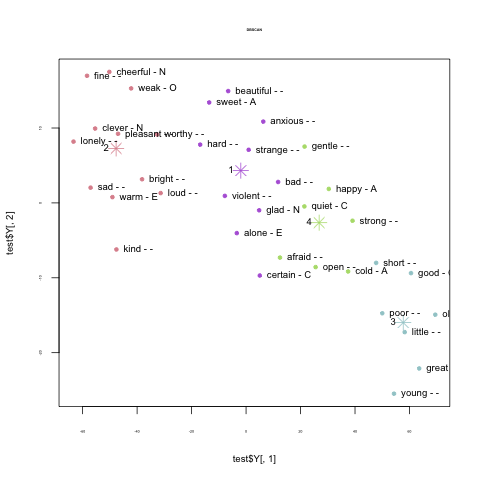 DBSCAN
cheerful - N
fine - -
weak - O
beautiful - -
sweet - A
anxious - -
clever - N
pleasant
worthy - -
lonely - -
2
hard - -
strange - -
gentle - -
1
bright - -
bad - -
sad - -
happy - A
warm - E
loud - -
violent - -
quiet - C
glad - N
4
strong - -
alone - E
kind - -
afraid - -
short - -
open - -
cold - A
good -
certain - C
poor - -
ol
3
little - -
great
young - -
test$Y[, 2]
test$Y[, 1]